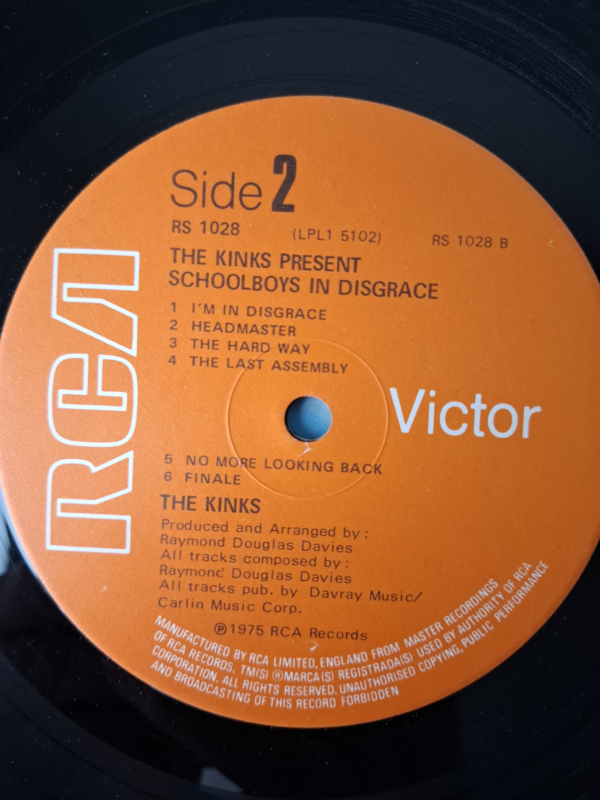 Side 2
RS 1028 (LPL1 5102) RS 1028 B
THE KINKS PRESENT
SCHOOLBOYS IN DISGRACE
1 I'M IN DISGRACE
2 HEADMASTER
3 THE HARD WAY
4 THE LAST ASSEMBLY
RCA
Victor
5 NO MORE LOOKING BACK
6 FINALE
THE KINKS
Produced and Arranged by :
Raymond Douglas Davies
All tracks composed by :
Raymond Douglas Davies
All tracks pub. by Davray Music/
Carlin Music Corp.
Ⓟ1975 RCA Records
MANUFACTURED BY RCA LIMITED, ENGLAND FROM MASTER RECORDINGS
OF RCA RECORDS, TM(S) ®MARCA(S) REGISTRADA(S) USED BY AUTHORITY OF RCA
CORPORATION. ALL RIGHTS RESERVED. UNAUTHORISED COPYING, PUBLIC PERFORMANCE
AND BROADCASTING OF THIS RECORD FORBIDDEN